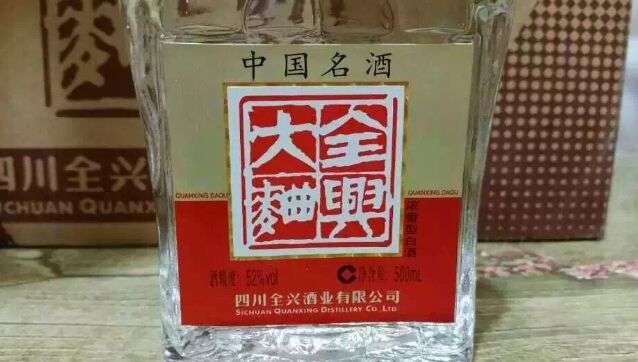 中国名酒
全興
大麯
QUANXING DAQU
QUANXING DAQU
浓香型白酒
酒精度：52%vol
净含量：500mL
四川全兴酒业有限公司
SICHUAN QUANXING DISTILLERY CO.,LTD
麯
四川全兴
SICHUAN QUANX